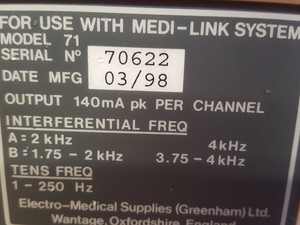 FOR USE WITH MEDI-LINK SYSTEM
MODEL 71
SERIAL Nº 70622
DATE MFG 03/98
OUTPUT 140mA pk PER CHANNEL
INTERFERENTIAL FREQ
A: 2 kHz 4 kHz
B: 1.75 - 2 kHz 3.75 - 4 kHz
TENS FREQ
1 - 250 Hz
Electro-Medical Supplies (Greenham) Ltd.
Wantage, Oxfordshire, England